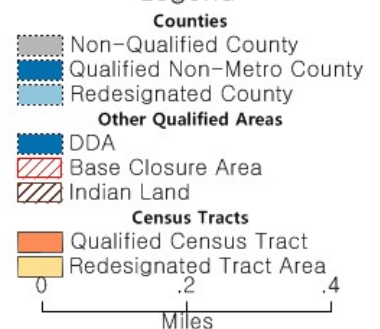 Counties
Non-Qualified County
Qualified Non-Metro County
Redesignated County
Other Qualified Areas
DDA
Base Closure Area
Indian Land
Census Tracts
Qualified Census Tract
Redesignated Tract Area
0 .2 .4
Miles